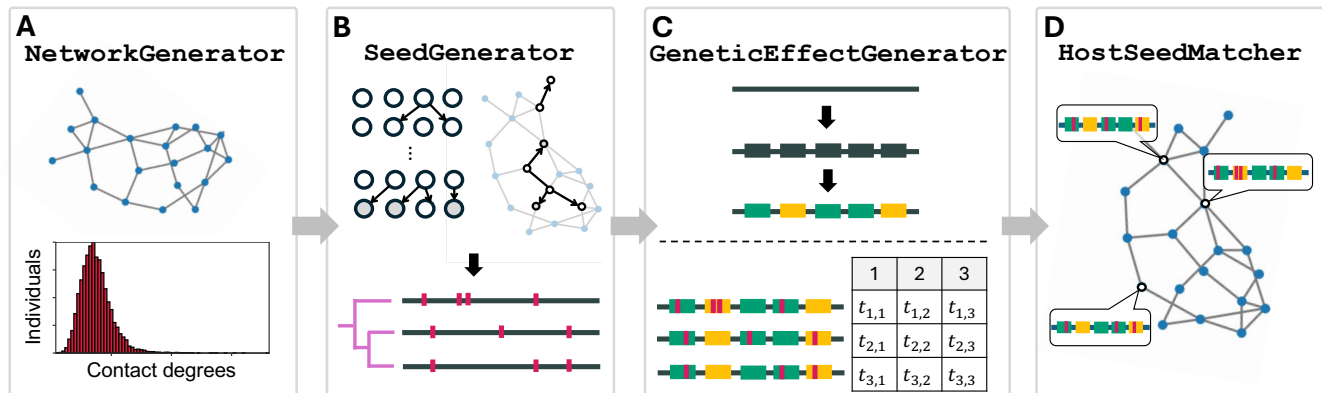 A
NetworkGenerator
Individuals
Contact degrees
B
SeedGenerator
...
C
GeneticEffectGenerator
1 2 3
t1,1 t1,2 t1,3
t2,1 t2,2 t2,3
t3,1 t3,2 t3,3
D
HostSeedMatcher